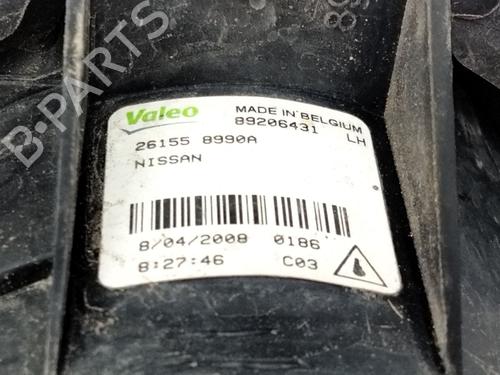 B-PARTS
Valeo
MADE IN BELGIUM
89206431 LH
26155 8990A
NISSAN
8/04/2008 0186
8:27:46 C03